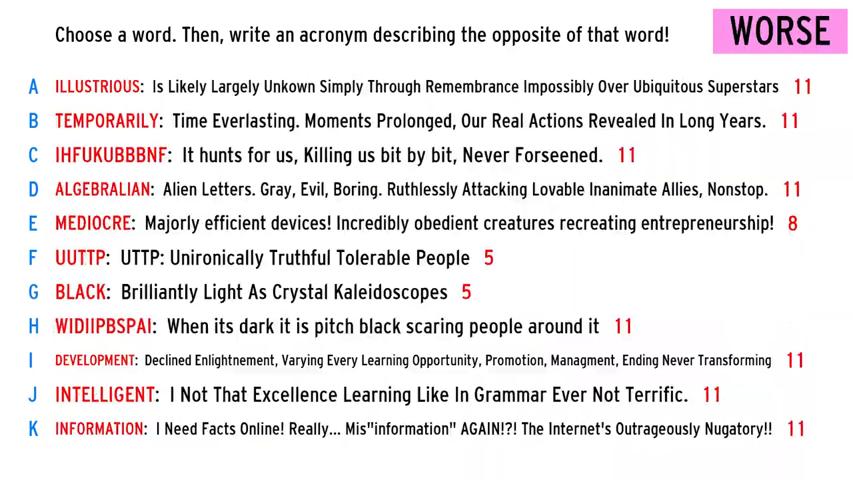 Choose a word. Then, write an acronym describing the opposite of that word!
WORSE
A ILLUSTRIOUS: Is Likely Largely Unkown Simply Through Remembrance Impossibly Over Ubiquitous Superstars 11
B TEMPORARILY: Time Everlasting. Moments Prolonged, Our Real Actions Revealed In Long Years. 11
C IHFUKUBBBNF: It hunts for us, Killing us bit by bit, Never Forseened. 11
D ALGEBRALIAN: Alien Letters. Gray, Evil, Boring. Ruthlessly Attacking Lovable Inanimate Allies, Nonstop. 11
E MEDIOCRE: Majorly efficient devices! Incredibly obedient creatures recreating entrepreneurship! 8
F UUTTP: UTTP: Unironically Truthful Tolerable People 5
G BLACK: Brilliantly Light As Crystal Kaleidoscopes 5
H WIDIIPBSPAI: When its dark it is pitch black scaring people around it 11
I DEVELOPMENT: Declined Enlightnement, Varying Every Learning Opportunity, Promotion, Managment, Ending Never Transforming 11
J INTELLIGENT: I Not That Excellence Learning Like In Grammar Ever Not Terrific. 11
K INFORMATION: I Need Facts Online! Really... Mis"information" AGAIN!?! The Internet's Outrageously Nugatory!! 11